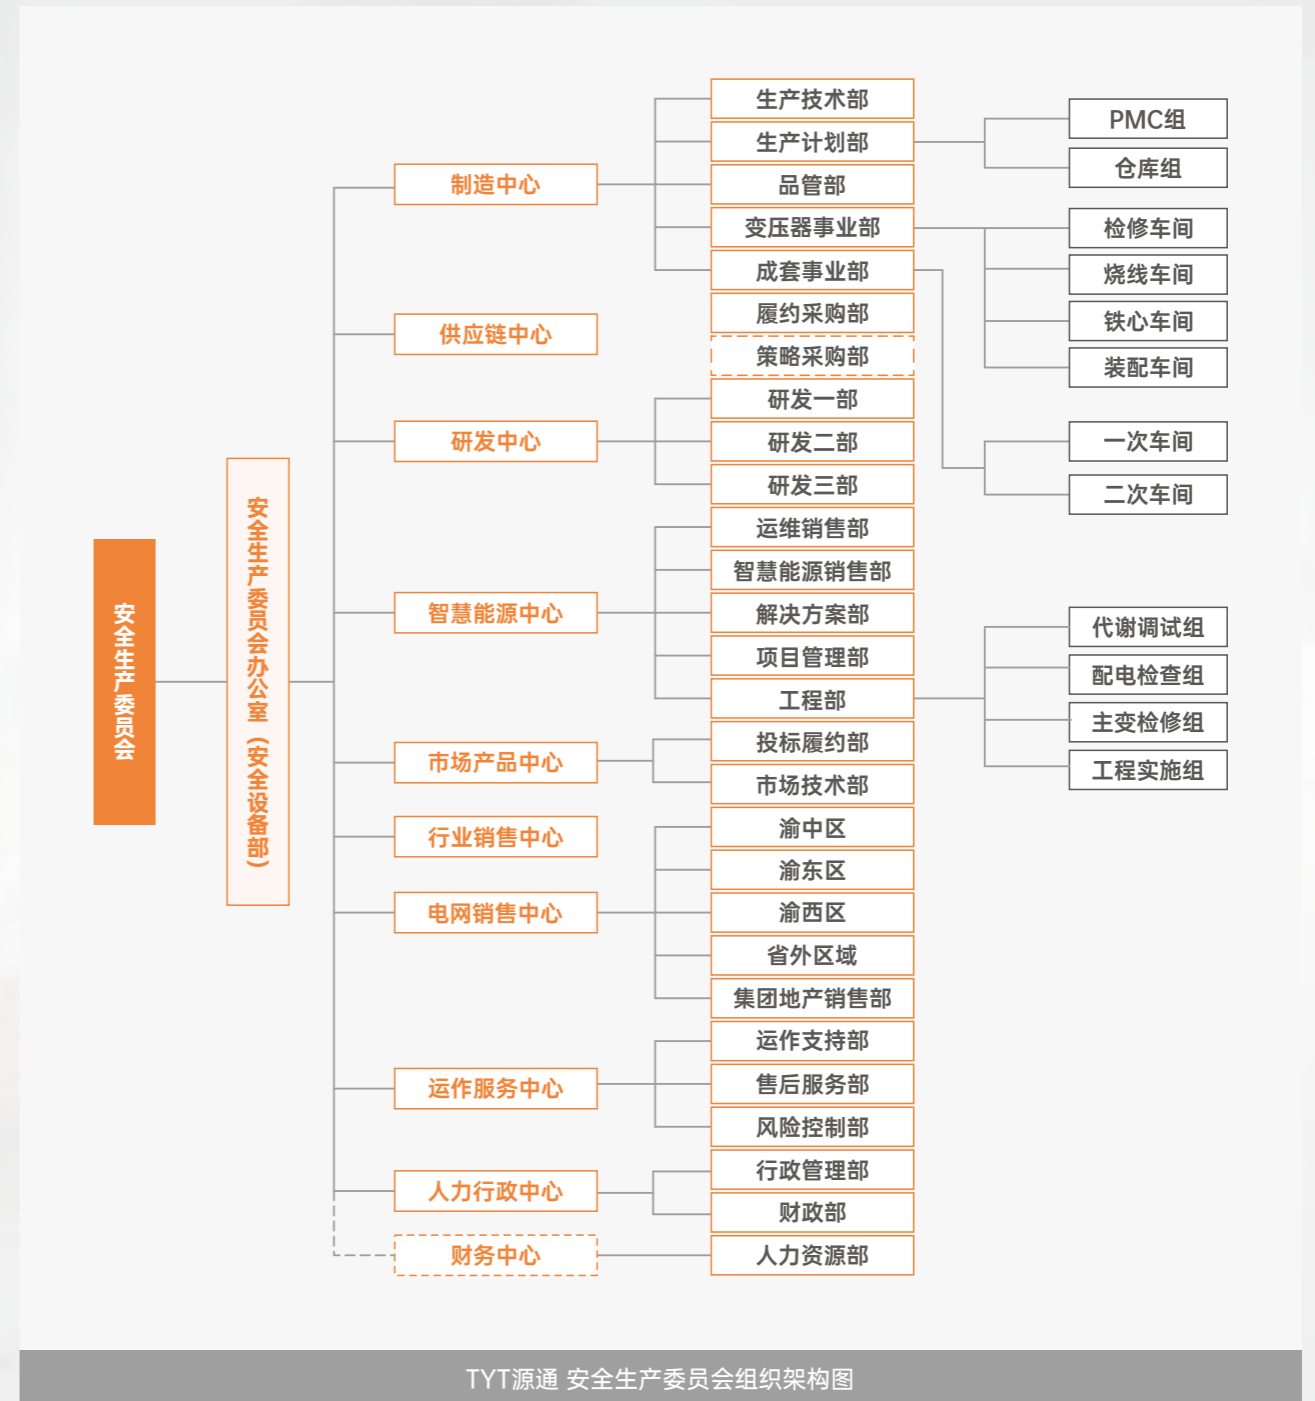 安全生产委员会
安全生产委员会办公室（安全设备部）
制造中心
供应链中心
研发中心
智慧能源中心
市场产品中心
行业销售中心
电网销售中心
运作服务中心
人力行政中心
财务中心
生产技术部
生产计划部
品管部
变压器事业部
成套事业部
履约采购部
策略采购部
研发一部
研发二部
研发三部
运维销售部
智慧能源销售部
解决方案部
项目管理部
工程部
投标履约部
市场技术部
渝中区
渝东区
渝西区
省外区域
集团地产销售部
运作支持部
售后服务部
风险控制部
行政管理部
财政部
人力资源部
PMC组
仓库组
检修车间
烧线车间
铁心车间
装配车间
一次车间
二次车间
代谢调试组
配电检查组
主变检修组
工程实施组
TYT源通 安全生产委员会组织架构图